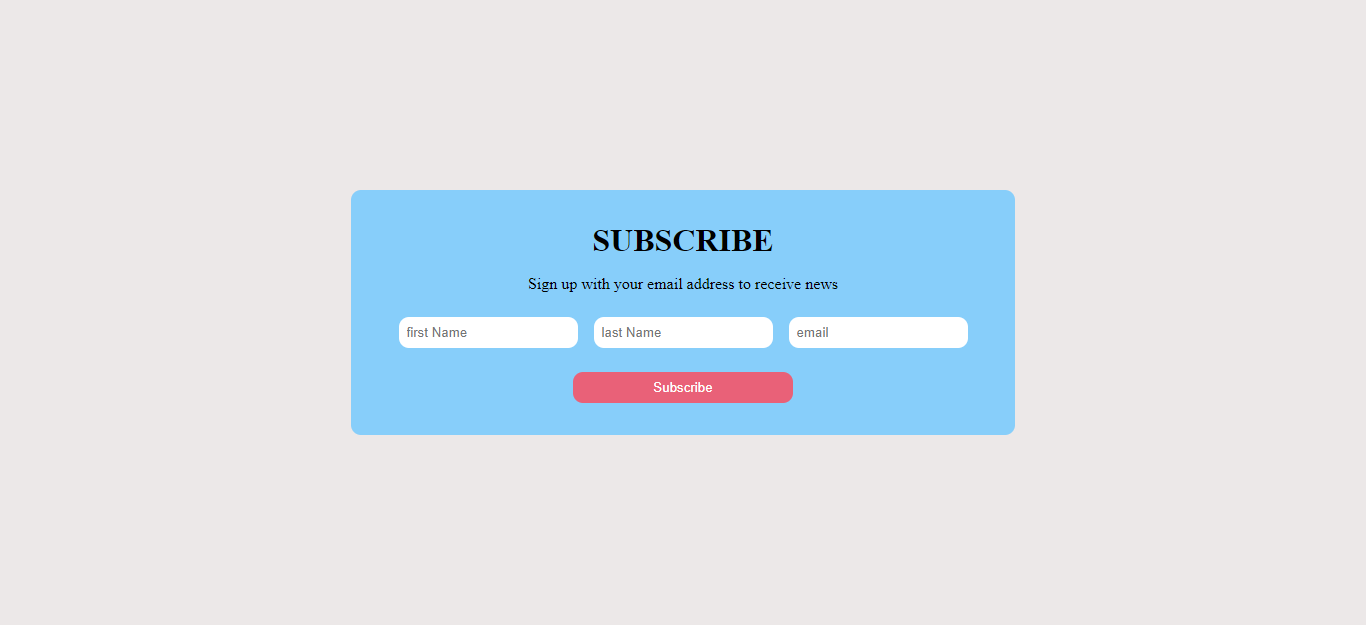 SUBSCRIBE
Sign up with your email address to receive news
first Name
last Name
email
Subscribe